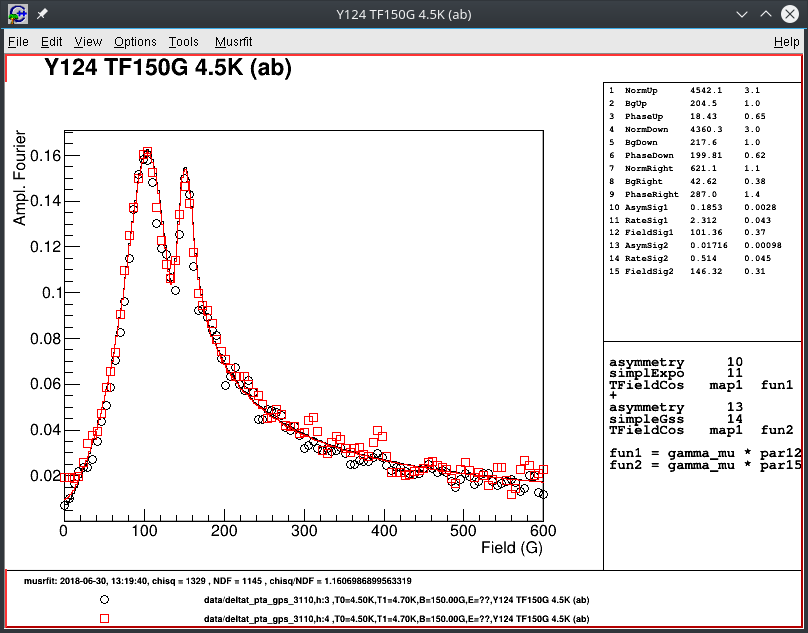 Y124 TF150G 4.5K (ab)
File Edit View Options Tools Musrfit Help
Y124 TF150G 4.5K (ab)
Ampl. Fourier
0.16
0.14
0.12
0.1
0.08
0.06
0.04
0.02
0 100 200 300 400 500 600
Field (G)
1 NormUp 4542.1 3.1
2 BgUp 204.5 1.0
3 PhaseUp 18.43 0.65
4 NormDown 4360.3 3.0
5 BgDown 217.6 1.0
6 PhaseDown 199.81 0.62
7 NormRight 621.1 1.1
8 BgRight 42.62 0.38
9 PhaseRight 287.0 1.4
10 AsymSig1 0.1853 0.0028
11 RateSig1 2.312 0.043
12 FieldSig1 101.36 0.37
13 AsymSig2 0.01716 0.00098
14 RateSig2 0.514 0.045
15 FieldSig2 146.32 0.31
asymmetry 10
simplExpo 11
TFieldCos map1 fun1
+
asymmetry 13
simpleGss 14
TFieldCos map1 fun2
fun1 = gamma_mu * par12
fun2 = gamma_mu * par15
musrfit: 2018-06-30, 13:19:40, chisq = 1329 , NDF = 1145 , chisq/NDF = 1.1606986899563319
data/deltat_pta_gps_3110,h:3 ,T0=4.50K,T1=4.70K,B=150.00G,E=??,Y124 TF150G 4.5K (ab)
data/deltat_pta_gps_3110,h:4 ,T0=4.50K,T1=4.70K,B=150.00G,E=??,Y124 TF150G 4.5K (ab)